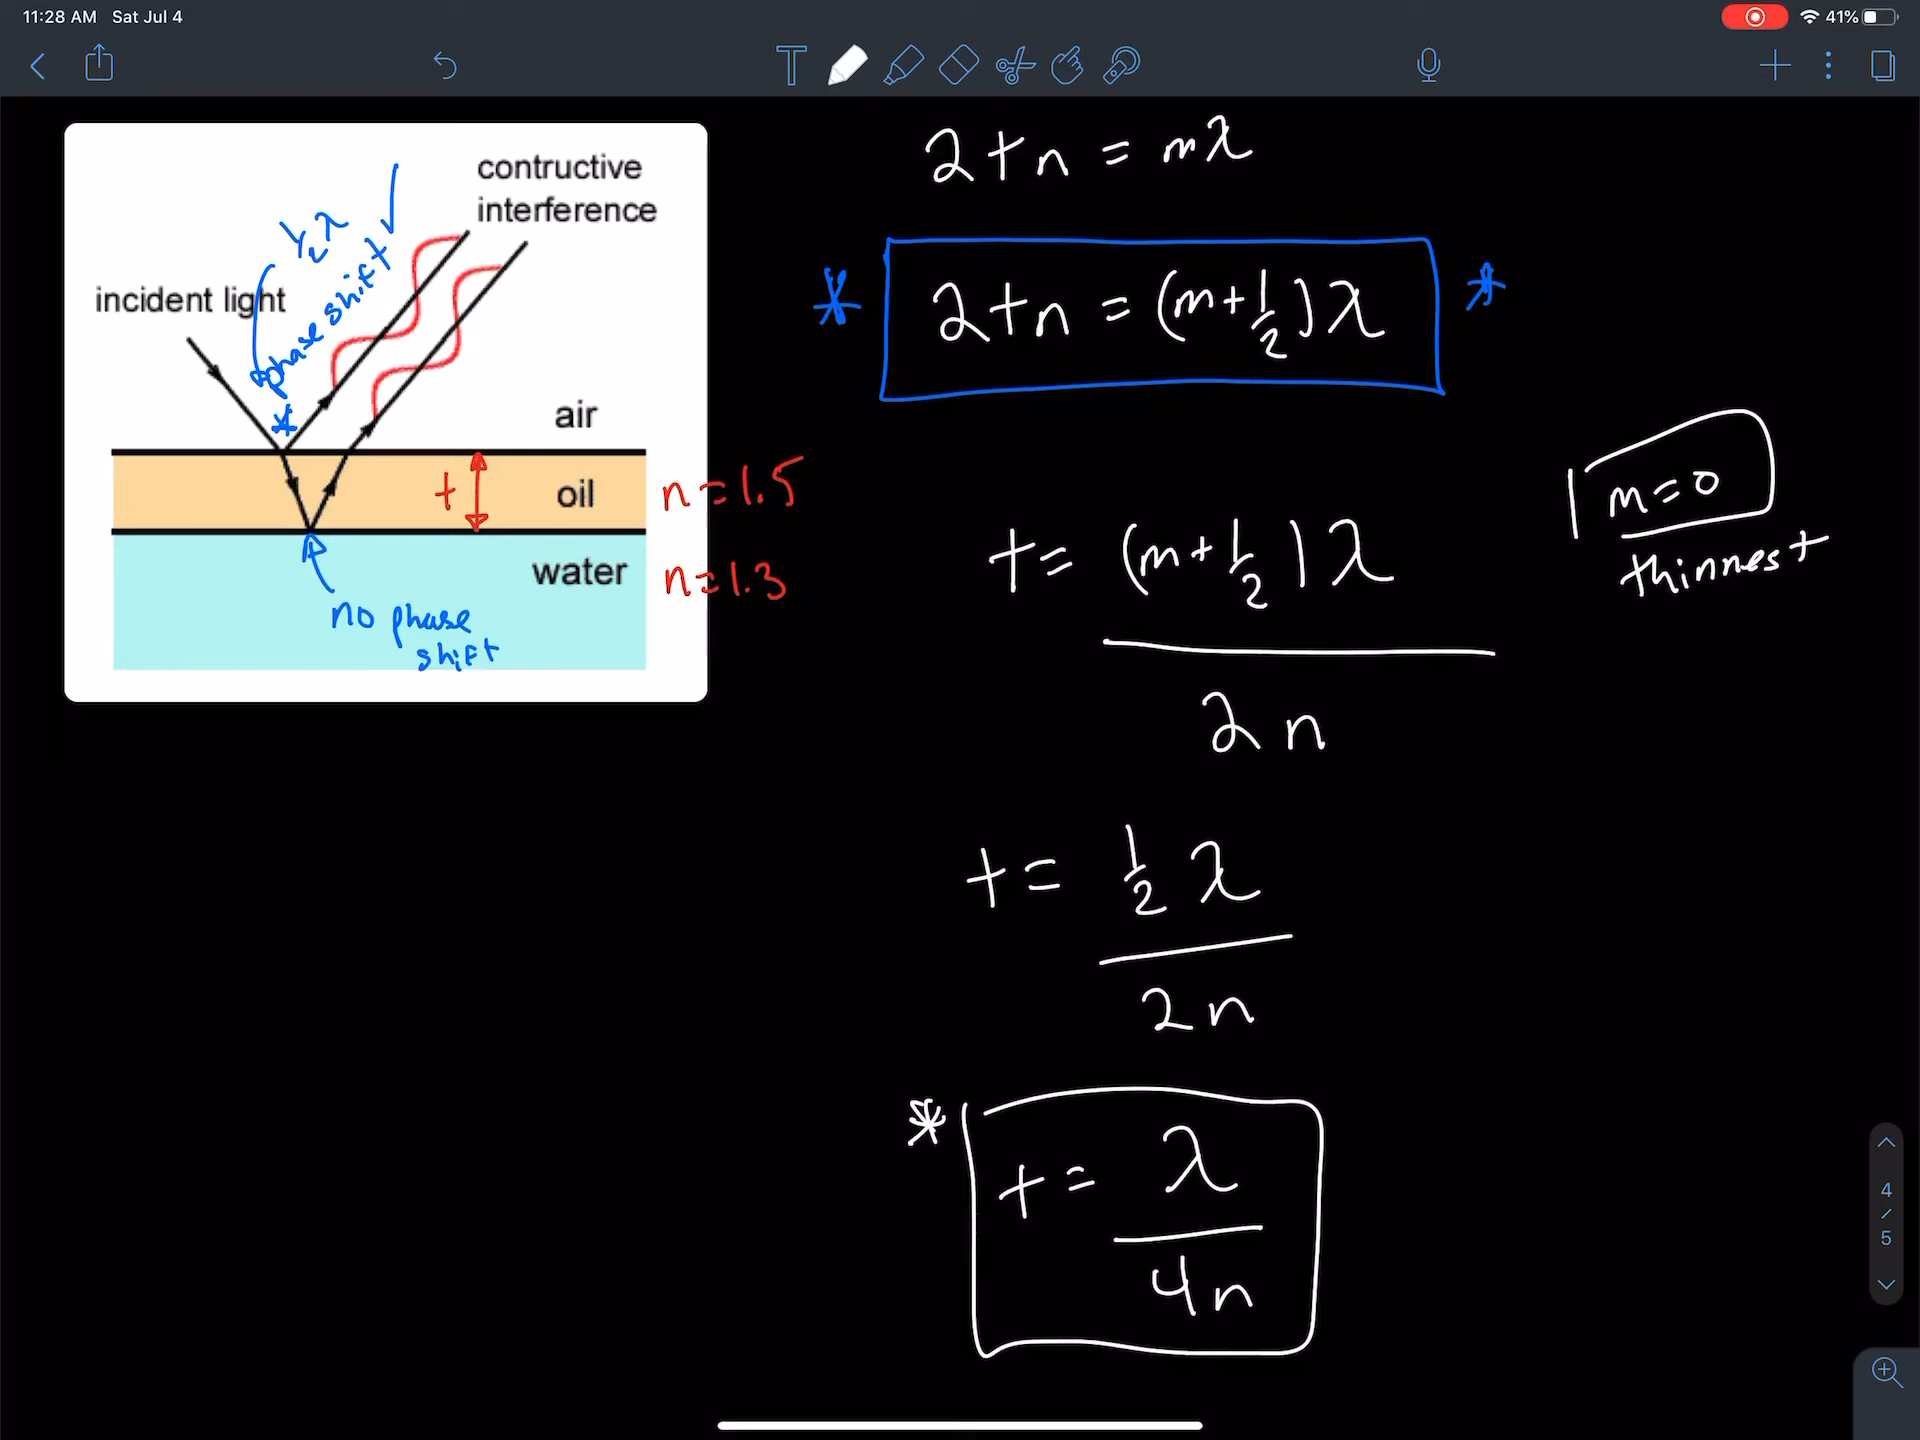 11:28 AM Sat Jul 4
41%
contructive
interference
½ λ
phase shift
incident light
air
t
oil
n = 1.5
water
n = 1.3
no phase
shift
2tn = mλ
* 2tn = (m + ½)λ *
t = (m + ½)λ
2n
m = 0
thinnest
t = ½ λ
2n
* t = λ
4n
4
/
5